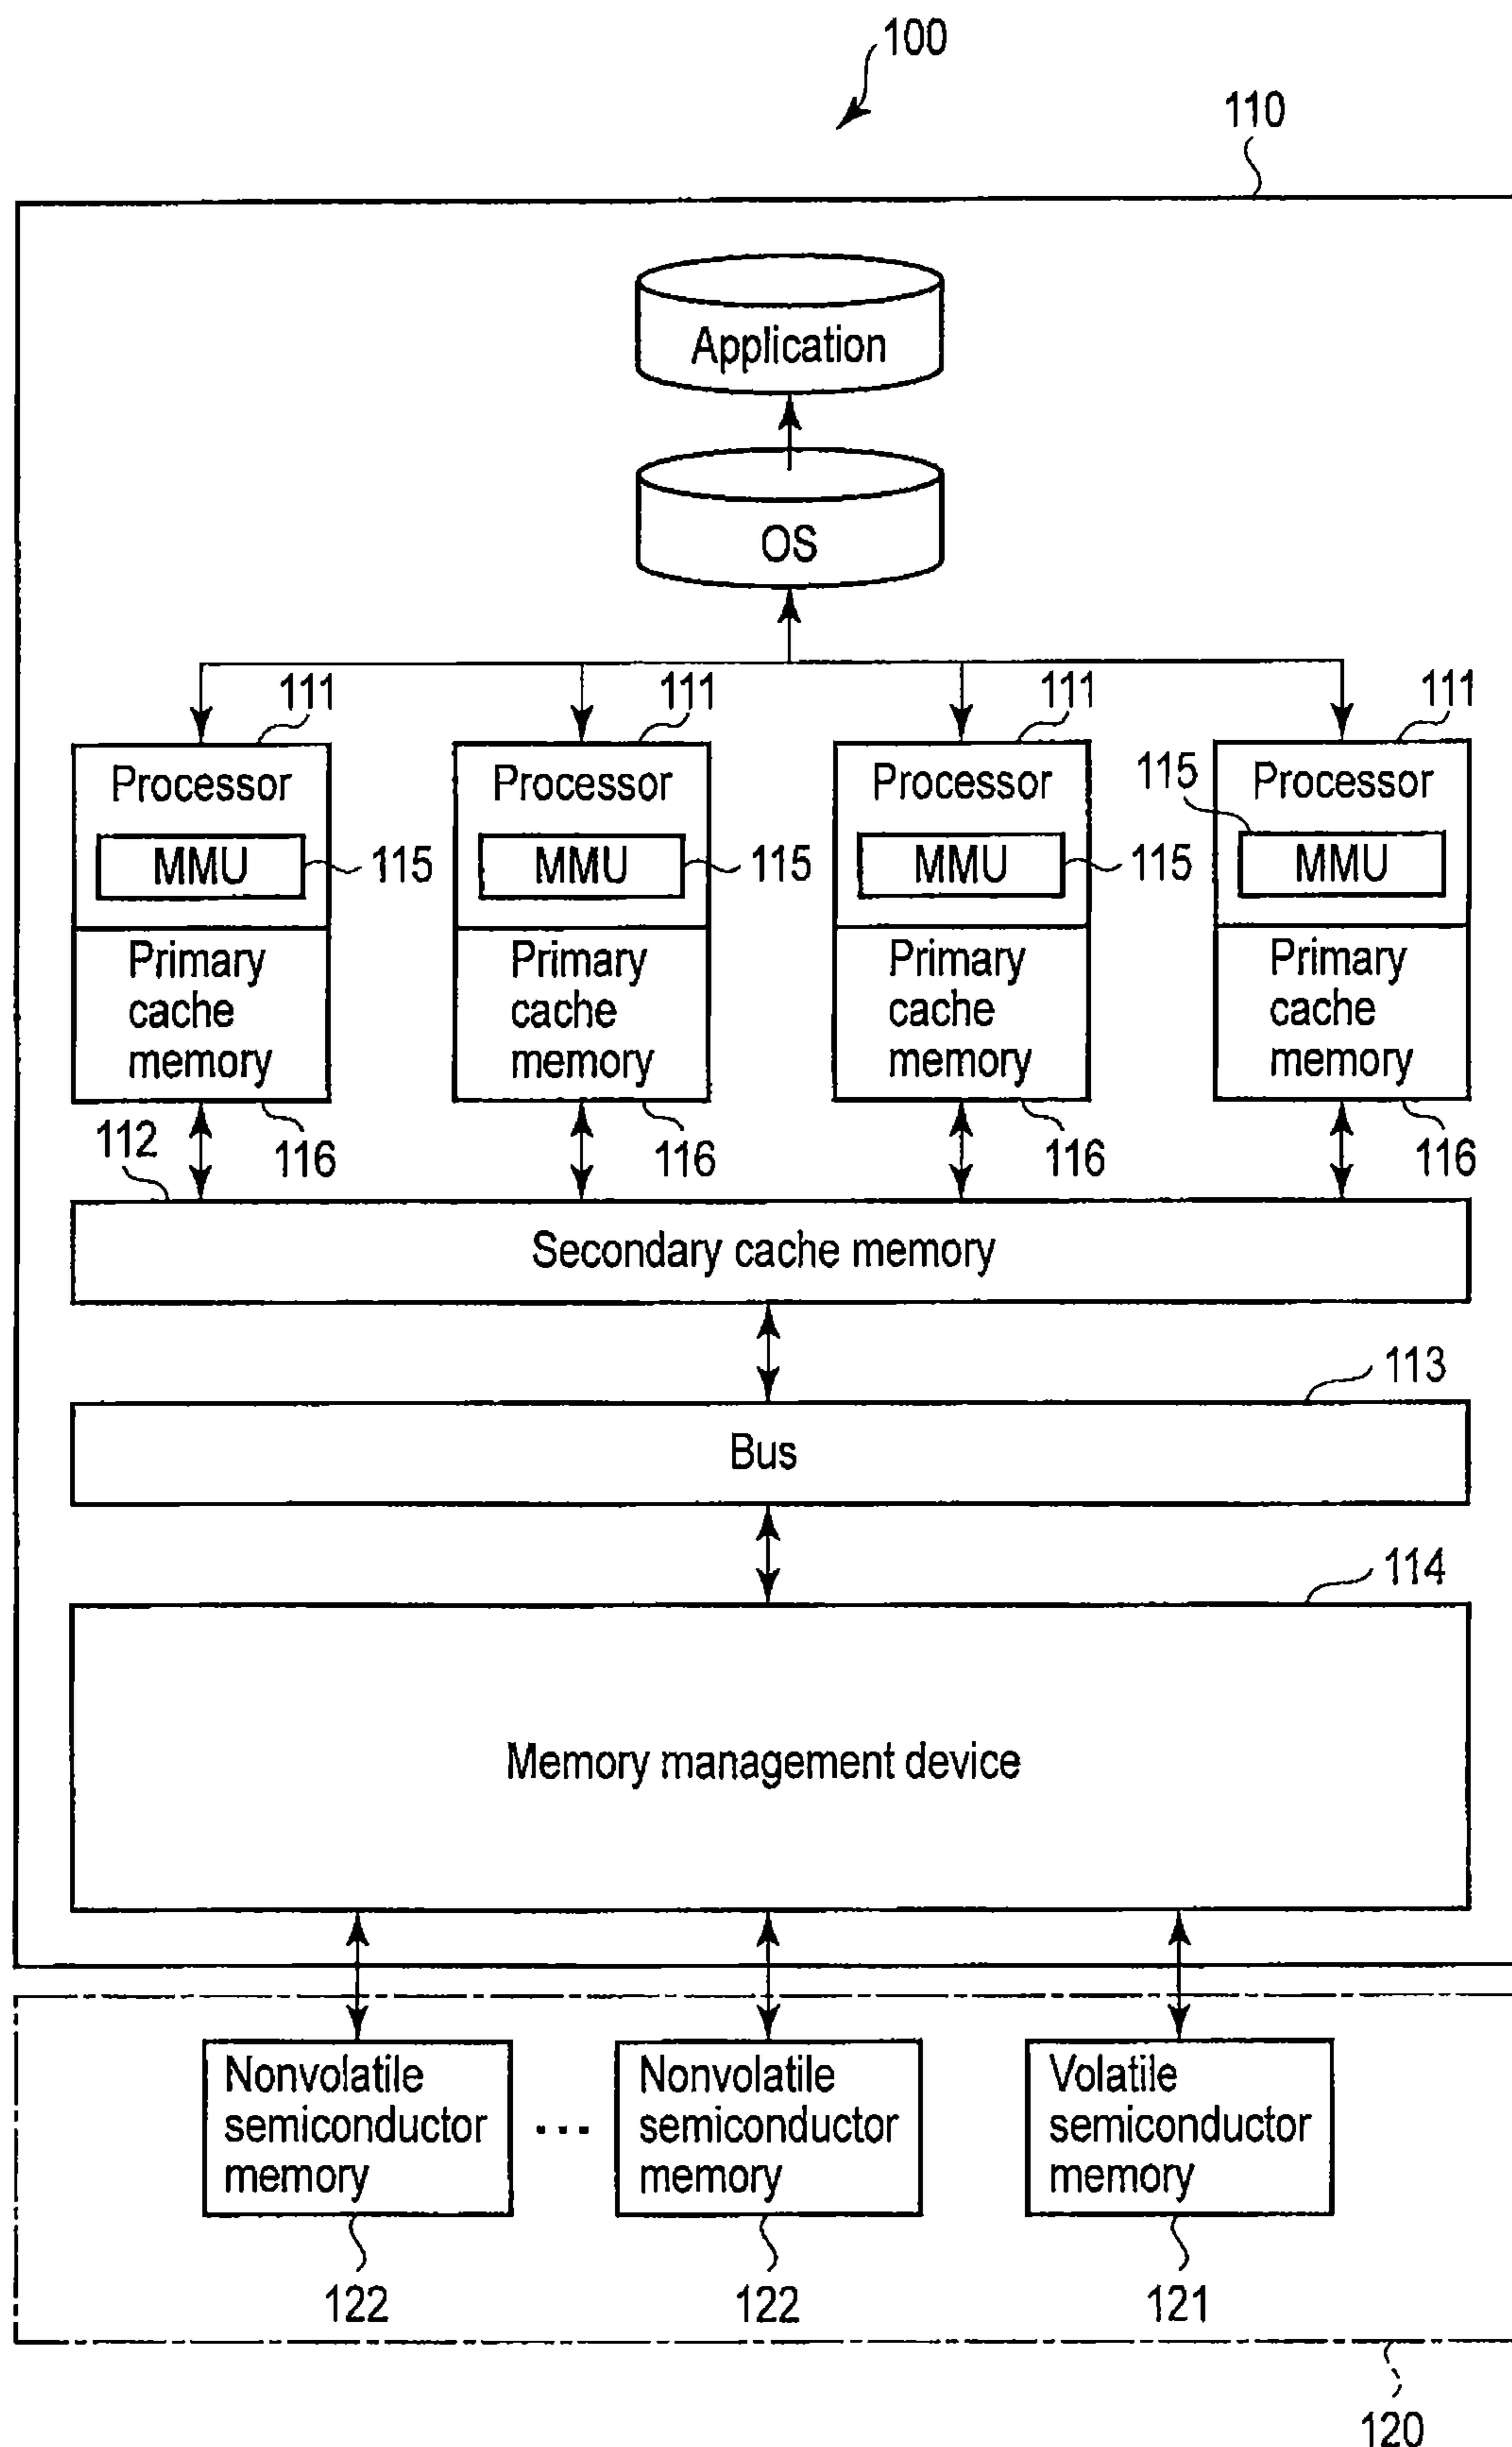 100
110
Application
OS
111 111 111 111
Processor Processor Processor 115 Processor
MMU 115 MMU 115 MMU 115 MMU
Primary Primary Primary Primary
cache cache cache cache
memory memory memory memory
112 116 116 116 116
Secondary cache memory
113
Bus
114
Memory management device
Nonvolatile Nonvolatile Volatile
semiconductor ... semiconductor semiconductor
memory memory memory
122 122 121
120